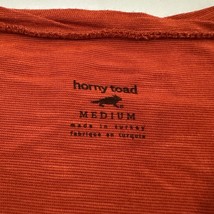 horny toad
MEDIUM
made in turkey
fabriqué en turquie